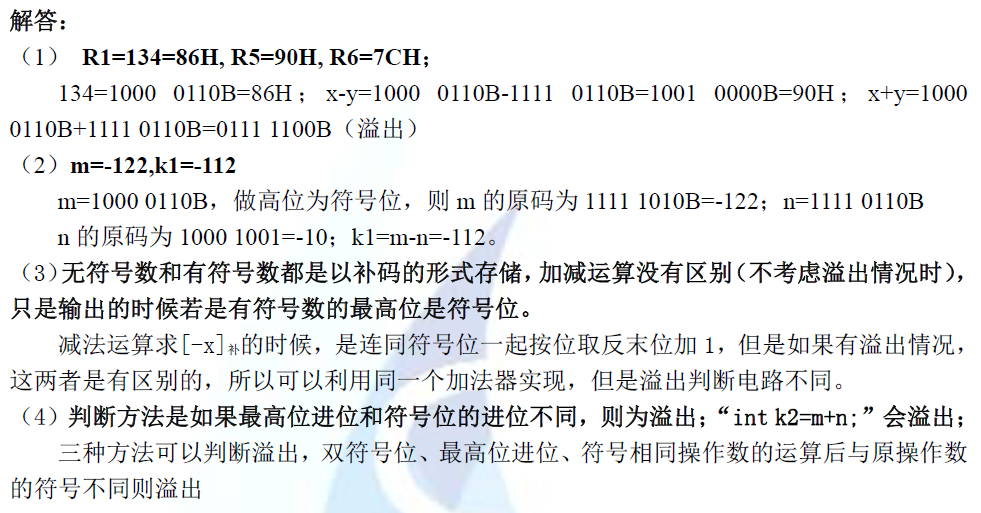 解答：
（1） R1=134=86H, R5=90H, R6=7CH；
134=1000 0110B=86H；x-y=1000 0110B-1111 0110B=1001 0000B=90H；x+y=1000
0110B+1111 0110B=0111 1100B（溢出）
（2）m=-122,k1=-112
m=1000 0110B，做高位为符号位，则 m 的原码为 1111 1010B=-122；n=1111 0110B
n 的原码为 1000 1001=-10；k1=m-n=-112。
（3）无符号数和有符号数都是以补码的形式存储，加减运算没有区别（不考虑溢出情况时），
只是输出的时候若是有符号数的最高位是符号位。
减法运算求[-x]补的时候，是连同符号位一起按位取反末位加 1，但是如果有溢出情况，
这两者是有区别的，所以可以利用同一个加法器实现，但是溢出判断电路不同。
（4）判断方法是如果最高位进位和符号位的进位不同，则为溢出；“int k2=m+n;”会溢出；
三种方法可以判断溢出，双符号位、最高位进位、符号相同操作数的运算后与原操作数
的符号不同则溢出